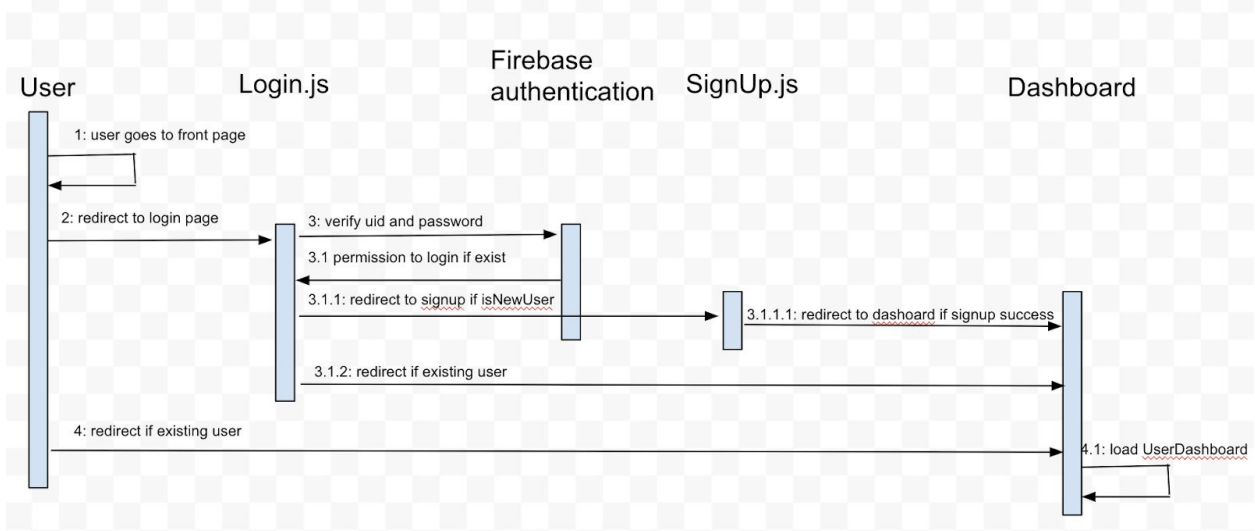 User
Login.js
Firebase
authentication
SignUp.js
Dashboard
1: user goes to front page
2: redirect to login page
3: verify uid and password
3.1 permission to login if exist
3.1.1: redirect to signup if isNewUser
3.1.1.1: redirect to dashoard if signup success
3.1.2: redirect if existing user
4: redirect if existing user
4.1: load UserDashboard